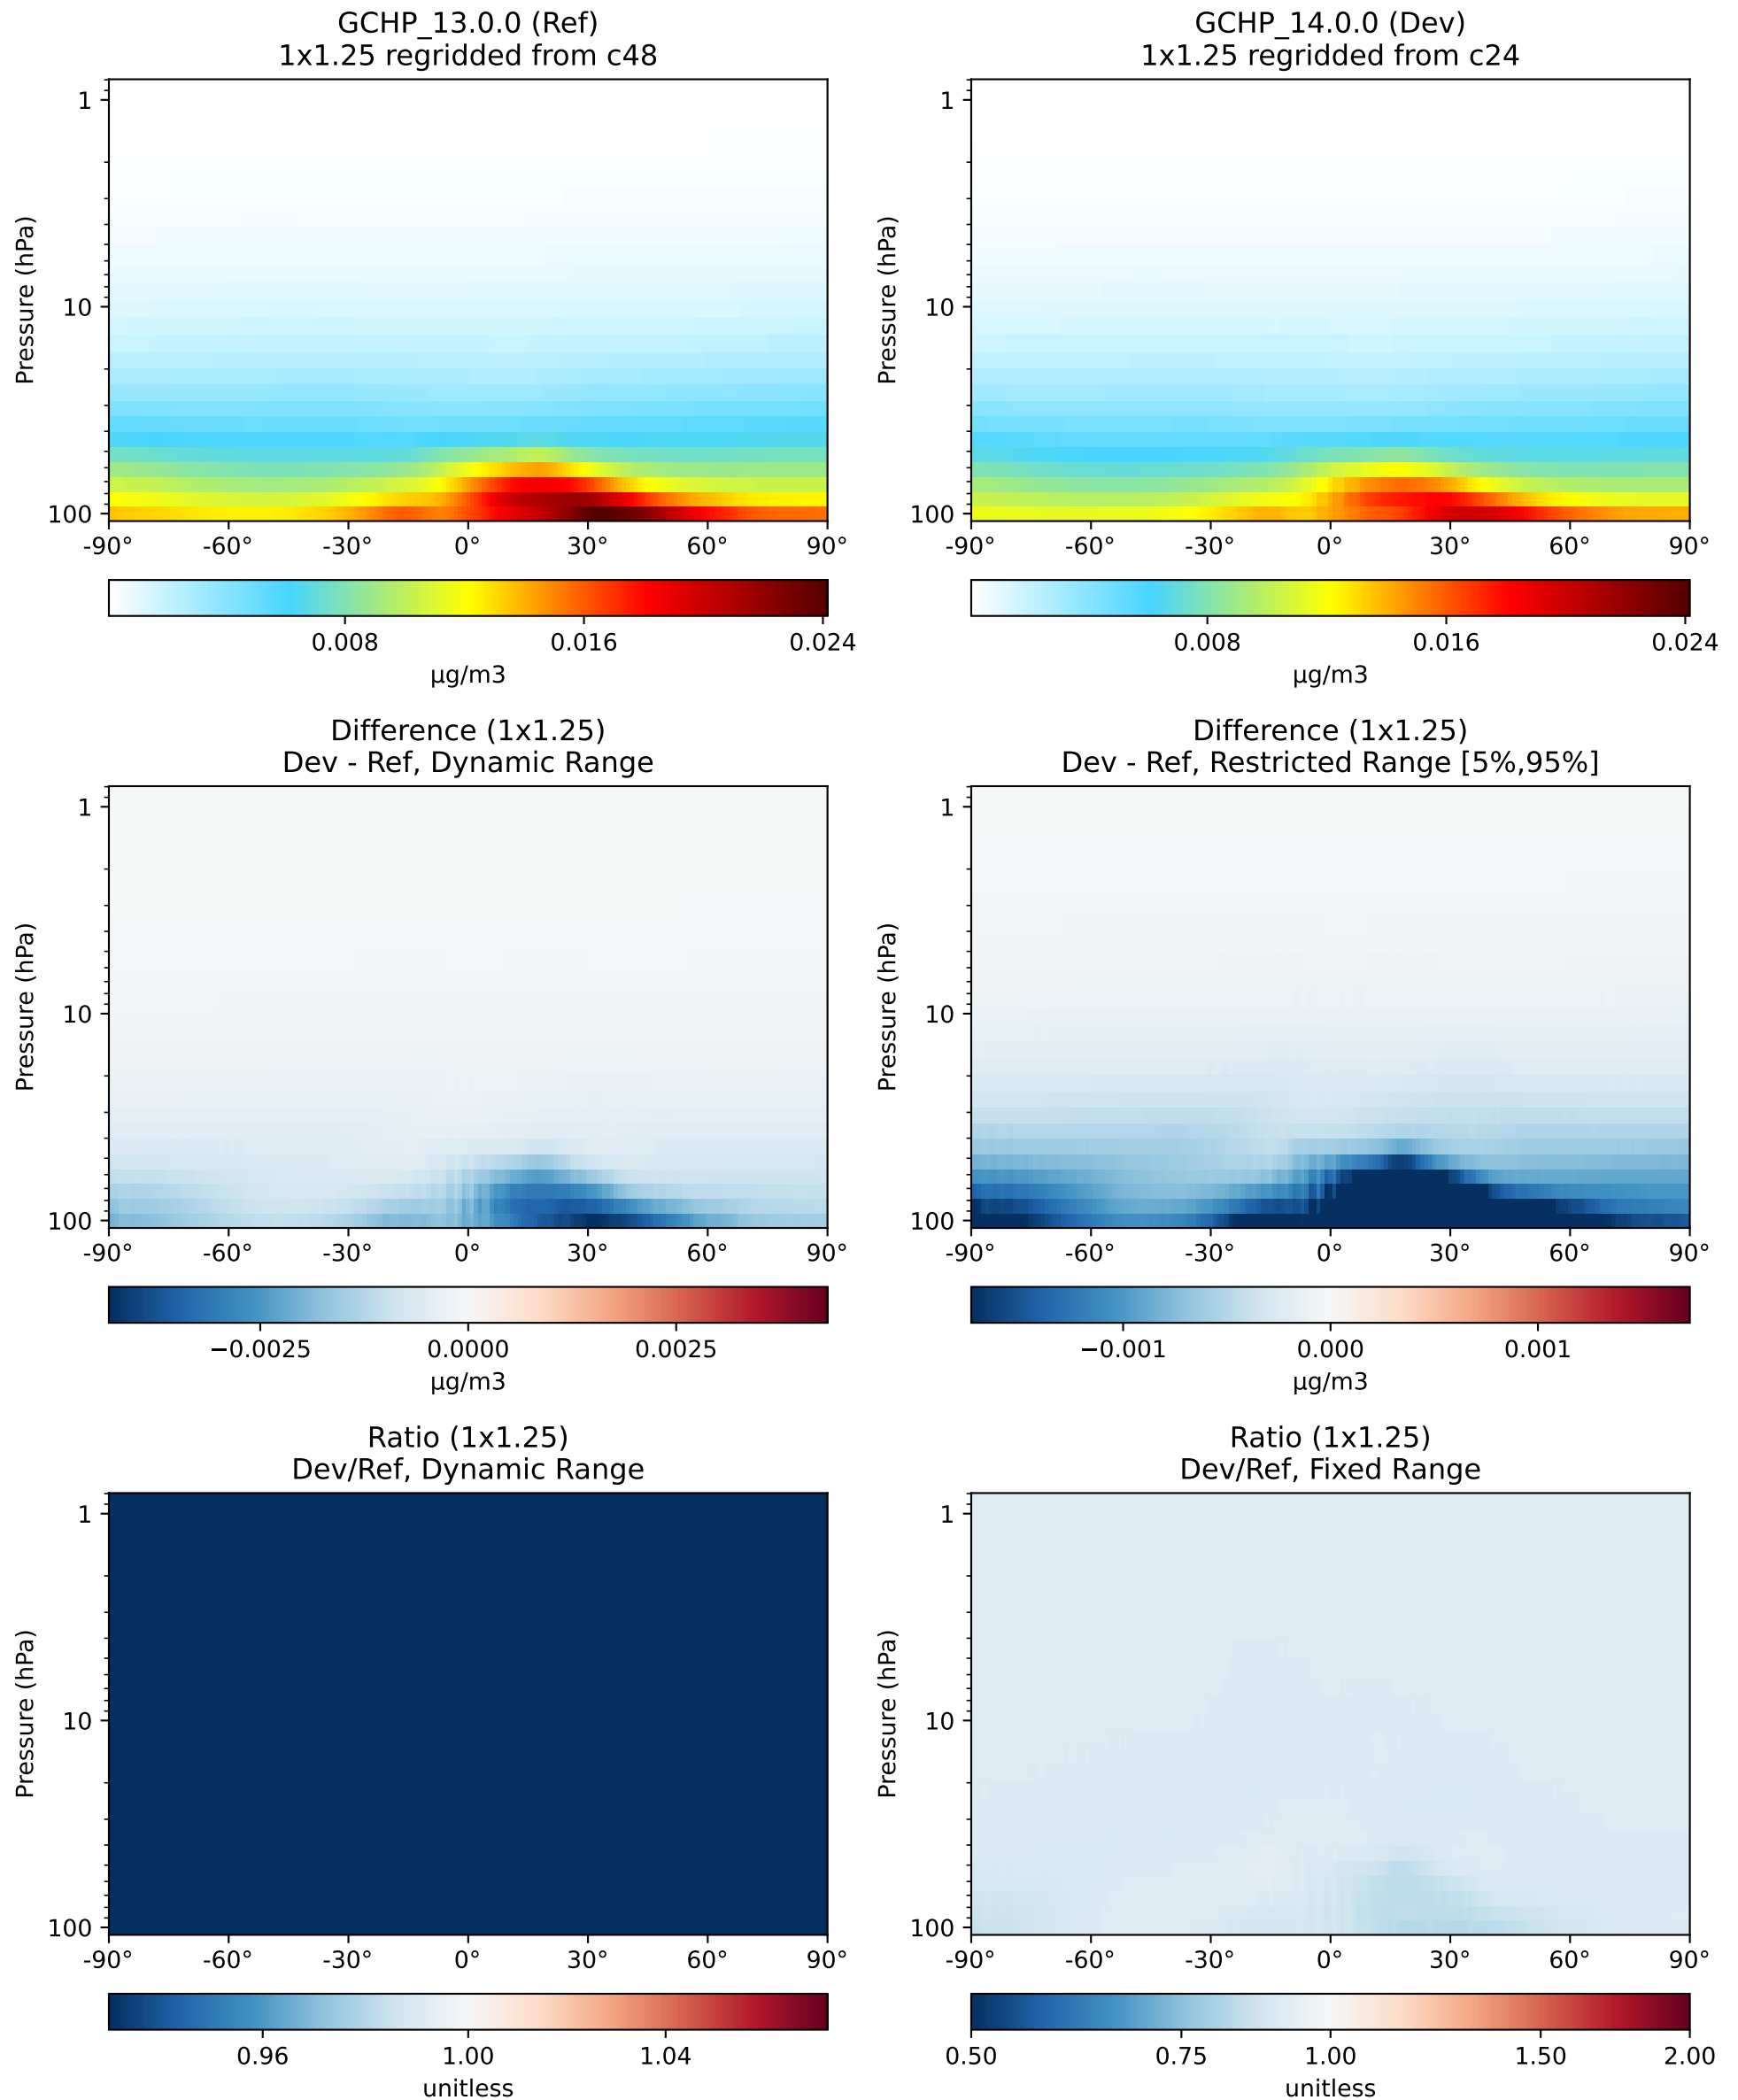 GCHP_13.0.0 (Ref)
1x1.25 regridded from c48
Pressure (hPa)
1
10
100
-90° -60° -30° 0° 30° 60° 90°
0.008 0.016 0.024
μg/m3
GCHP_14.0.0 (Dev)
1x1.25 regridded from c24
Pressure (hPa)
1
10
100
-90° -60° -30° 0° 30° 60° 90°
0.008 0.016 0.024
μg/m3
Difference (1x1.25)
Dev - Ref, Dynamic Range
Pressure (hPa)
1
10
100
-90° -60° -30° 0° 30° 60° 90°
−0.0025 0.0000 0.0025
μg/m3
Difference (1x1.25)
Dev - Ref, Restricted Range [5%,95%]
Pressure (hPa)
1
10
100
-90° -60° -30° 0° 30° 60° 90°
−0.001 0.000 0.001
μg/m3
Ratio (1x1.25)
Dev/Ref, Dynamic Range
Pressure (hPa)
1
10
100
-90° -60° -30° 0° 30° 60° 90°
0.96 1.00 1.04
unitless
Ratio (1x1.25)
Dev/Ref, Fixed Range
Pressure (hPa)
1
10
100
-90° -60° -30° 0° 30° 60° 90°
0.50 0.75 1.00 1.50 2.00
unitless